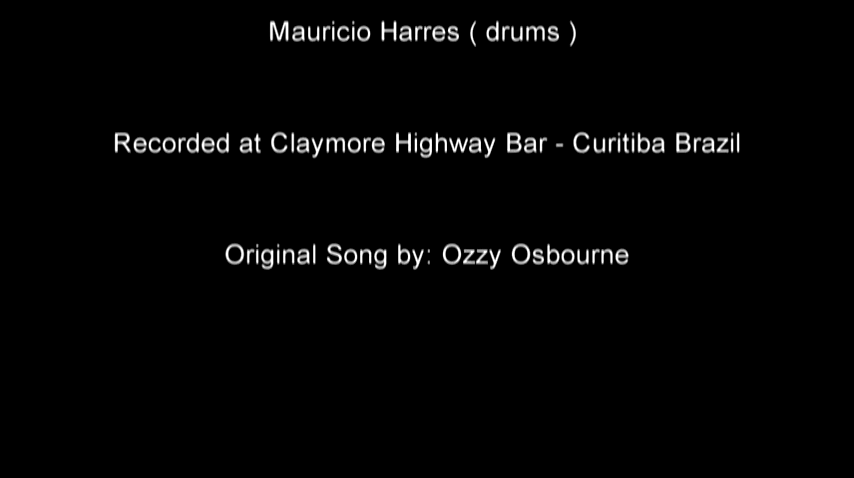 Mauricio Harres ( drums )
Recorded at Claymore Highway Bar - Curitiba Brazil
Original Song by: Ozzy Osbourne